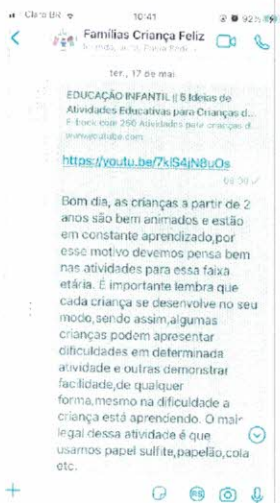 Claro BR
10:41
92%
Famílias Criança Feliz
ter., 17 de mai
EDUCAÇÃO INFANTIL || 5 Ideias de
Atividades Educativas para Crianças d...
E-book com 250 Atividades para crianças d
www.youtube.com
https://youtu.be/7kIS4jN8uOs
Bom dia, as crianças a partir de 2
anos são bem animados e estão
em constante aprendizado,por
esse motivo devemos pensa bem
nas atividades para essa faixa
etária. É importante lembra que
cada criança se desenvolve no seu
modo,sendo assim,algumas
crianças podem apresentar
dificuldades em determinada
atividade e outras demonstrar
facilidade,de qualquer
forma,mesmo na dificuldade a
criança está aprendendo. O mais
legal dessa atividade é que
usamos papel sulfite,papelão,cola
etc.